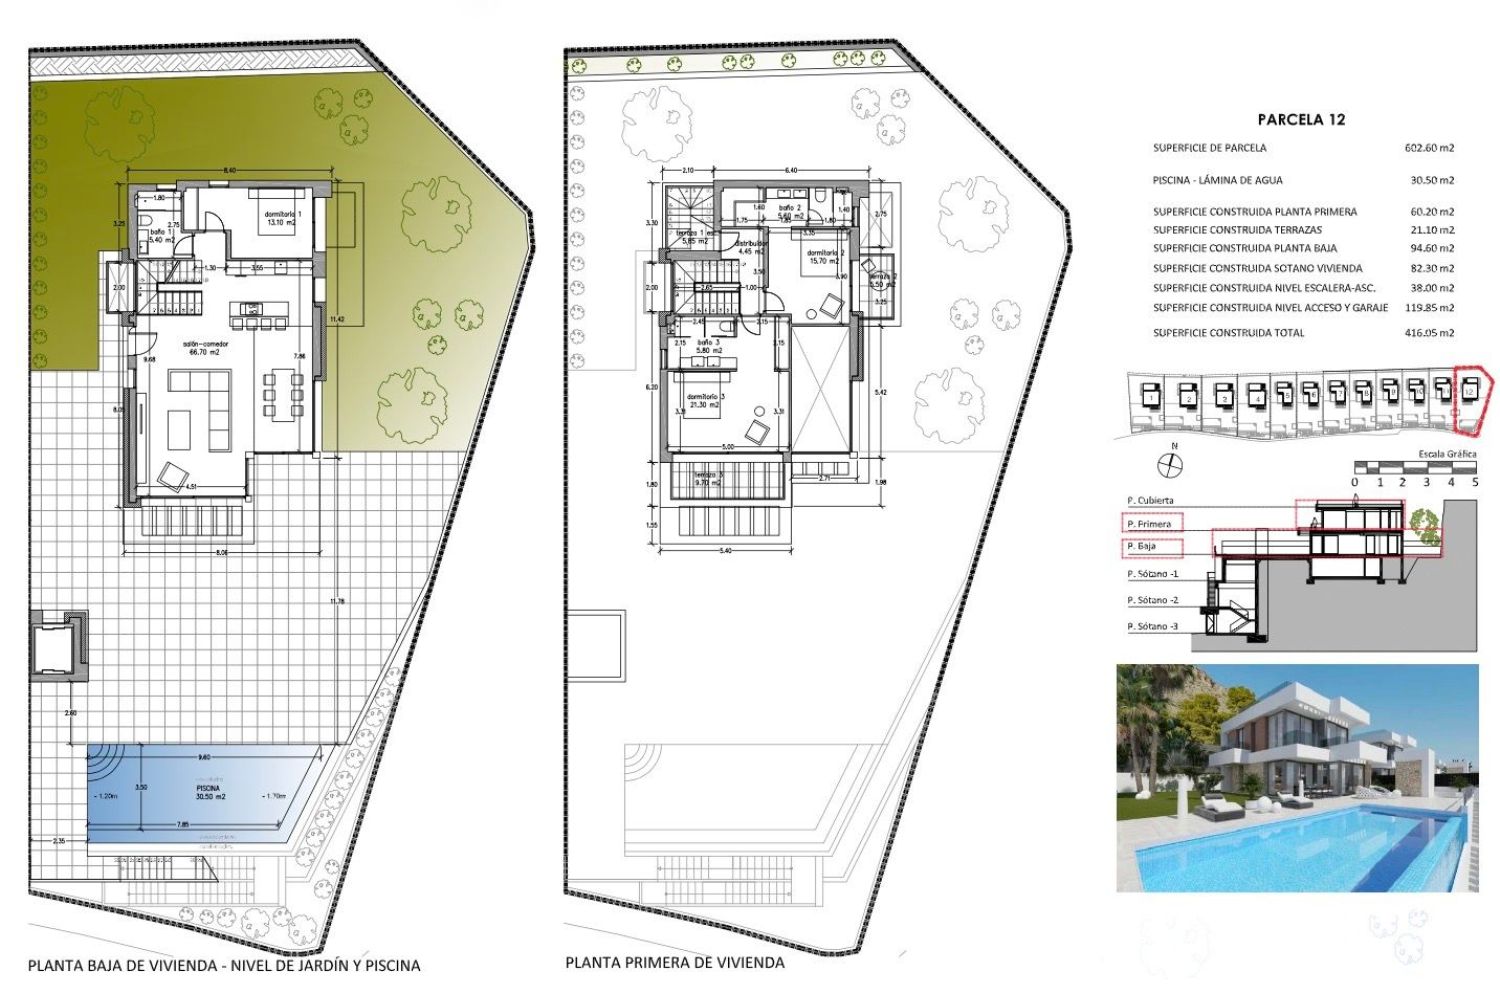 8.40
1.80
3.25
2.75
dormitorio 1
13.10 m2
baño 1
5.40 m2
1.30
3.55
2.00
11.42
salón-comedor
66.70 m2
9.68
7.86
8.05
4.51
8.06
11.78
2.60
9.60
3.50
PISCINA
30.50 m2
- 1.20m
- 1.70m
7.85
2.35
PLANTA BAJA DE VIVIENDA - NIVEL DE JARDÍN Y PISCINA
2.10
6.40
3.30
1.60
baño 2
5.60 m2
1.40
2.75
1.75
1.85
1.80
3.35
5.85 m2
distribuidor
4.45 m2
dormitorio 2
15.70 m2
3.50
3.90
terraza 2
5.50 m2
2.00
2.65
1.00
3.25
2.45
2.15
2.15
baño 3
5.80 m2
2.15
6.20
dormitorio 3
21.30 m2
3.31
3.31
5.42
5.00
terraza 3
9.70 m2
1.80
2.71
1.98
1.55
5.40
PLANTA PRIMERA DE VIVIENDA
PARCELA 12
SUPERFICIE DE PARCELA 602.60 m2
PISCINA - LÁMINA DE AGUA 30.50 m2
SUPERFICIE CONSTRUIDA PLANTA PRIMERA 60.20 m2
SUPERFICIE CONSTRUIDA TERRAZAS 21.10 m2
SUPERFICIE CONSTRUIDA PLANTA BAJA 94.60 m2
SUPERFICIE CONSTRUIDA SOTANO VIVIENDA 82.30 m2
SUPERFICIE CONSTRUIDA NIVEL ESCALERA-ASC. 38.00 m2
SUPERFICIE CONSTRUIDA NIVEL ACCESO Y GARAJE 119.85 m2
SUPERFICIE CONSTRUIDA TOTAL 416.05 m2
1 2 3 4 5 6 7 8 9 10 11 12
N
Escala Gráfica
0 1 2 3 4 5
P. Cubierta
P. Primera
P. Baja
P. Sótano -1
P. Sótano -2
P. Sótano -3